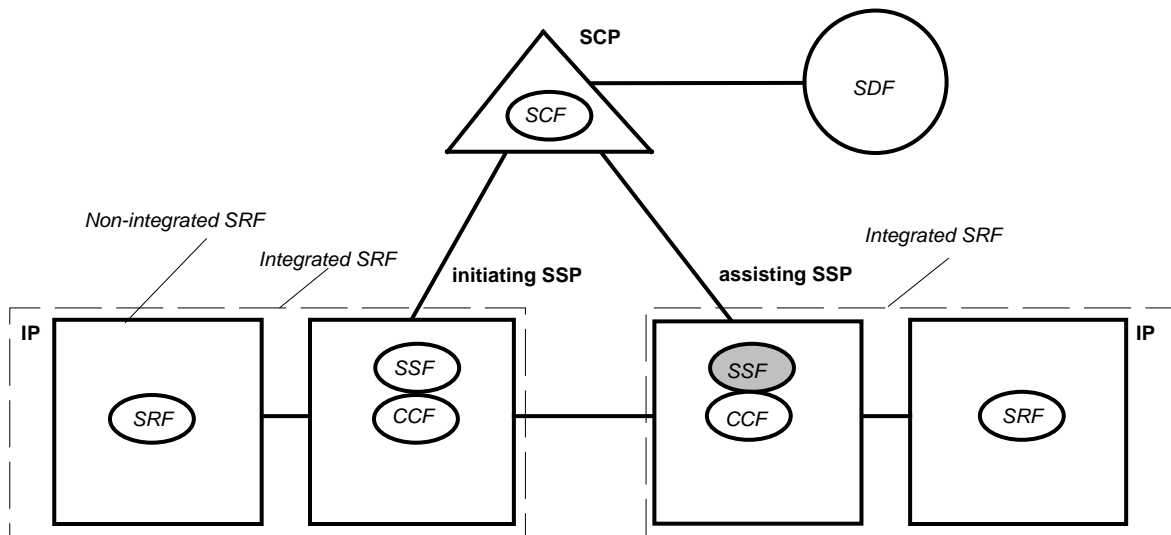 SCP
SDF
SCF
Non-integrated SRF
Integrated SRF
Integrated SRF
initiating SSP
assisting SSP
IP
IP
SSF
SSF
SRF
CCF
CCF
SRF